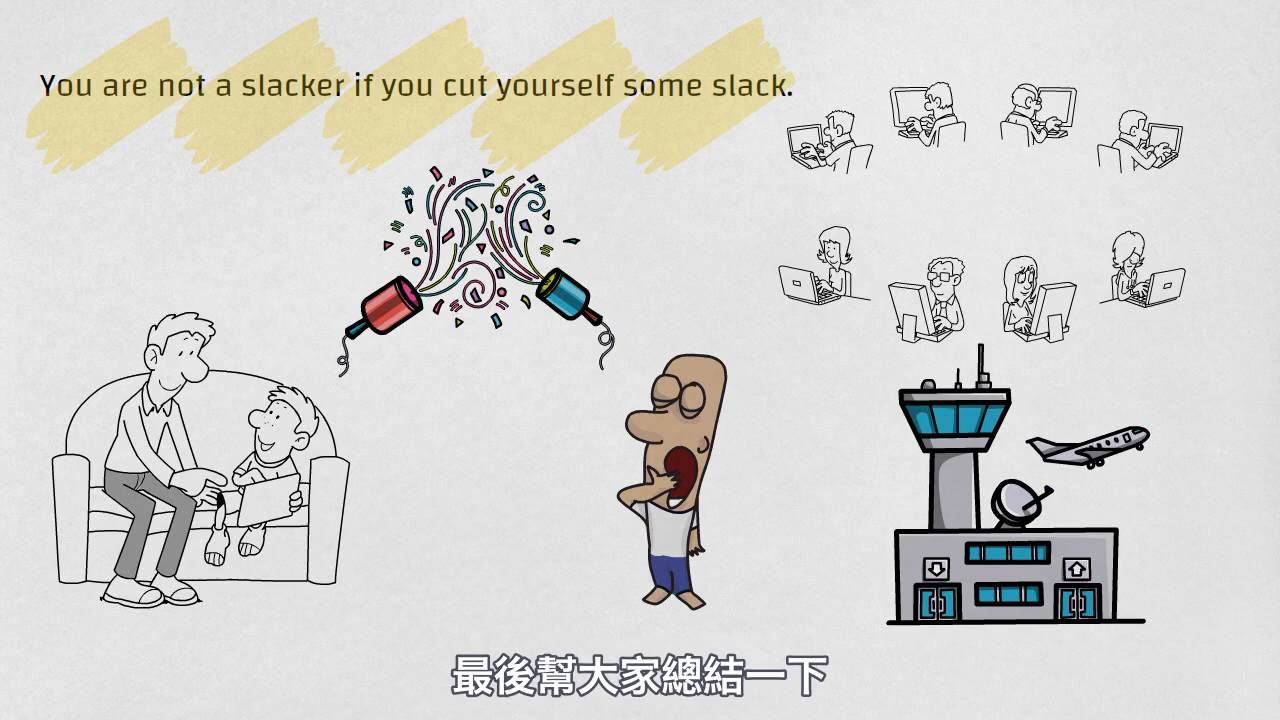 You are not a slacker if you cut yourself some slack.
最後幫大家總結一下